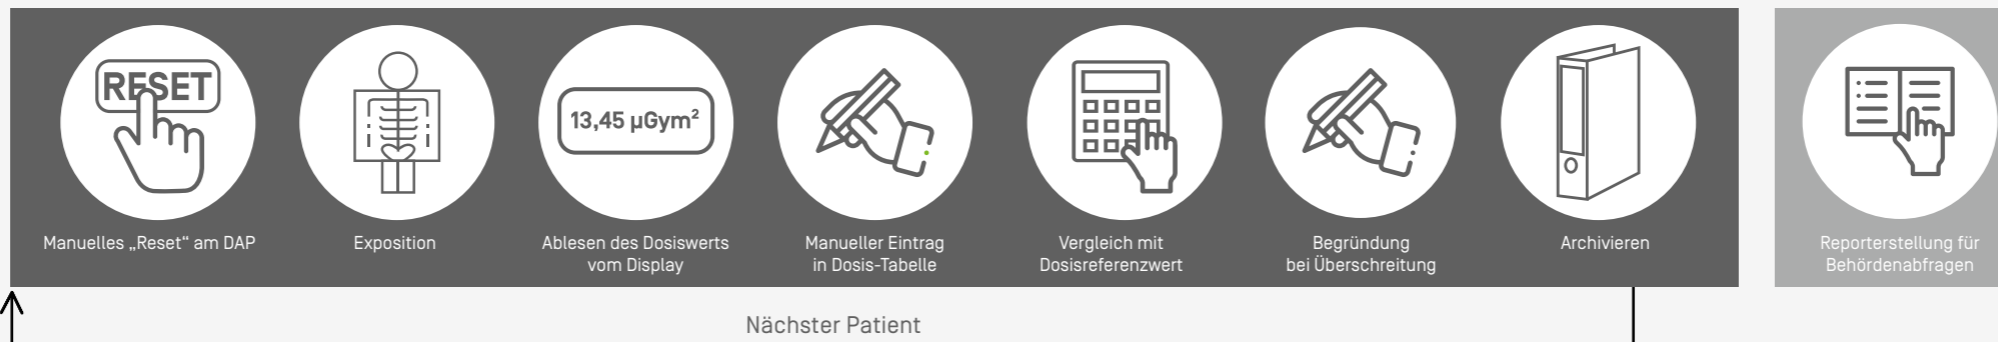 RESET
13,45 µGym²
Manuelles „Reset“ am DAP
Exposition
Ablesen des Dosiswerts
vom Display
Manueller Eintrag
in Dosis-Tabelle
Vergleich mit
Dosisreferenzwert
Begründung
bei Überschreitung
Archivieren
Reporterstellung für
Behördenabfragen
Nächster Patient